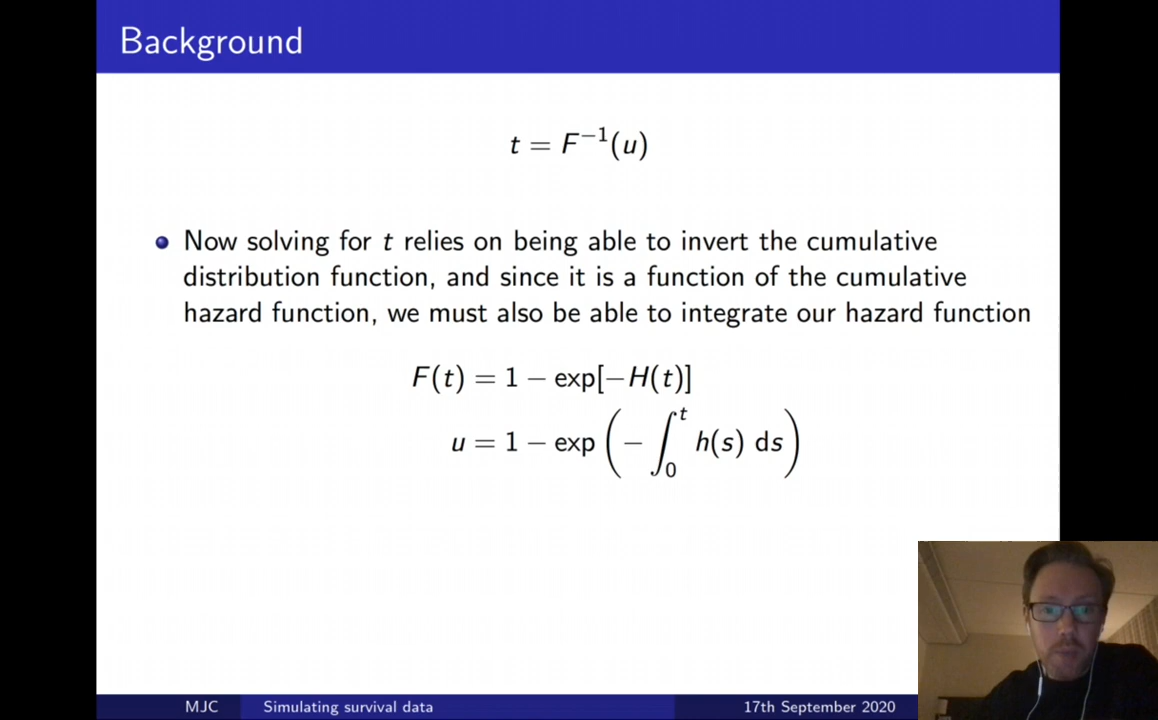 Background
t = F⁻¹(u)
Now solving for t relies on being able to invert the cumulative
distribution function, and since it is a function of the cumulative
hazard function, we must also be able to integrate our hazard function
F(t) = 1 − exp[−H(t)]
u = 1 − exp(−∫₀ᵗ h(s) ds)
MJC Simulating survival data 17th September 2020